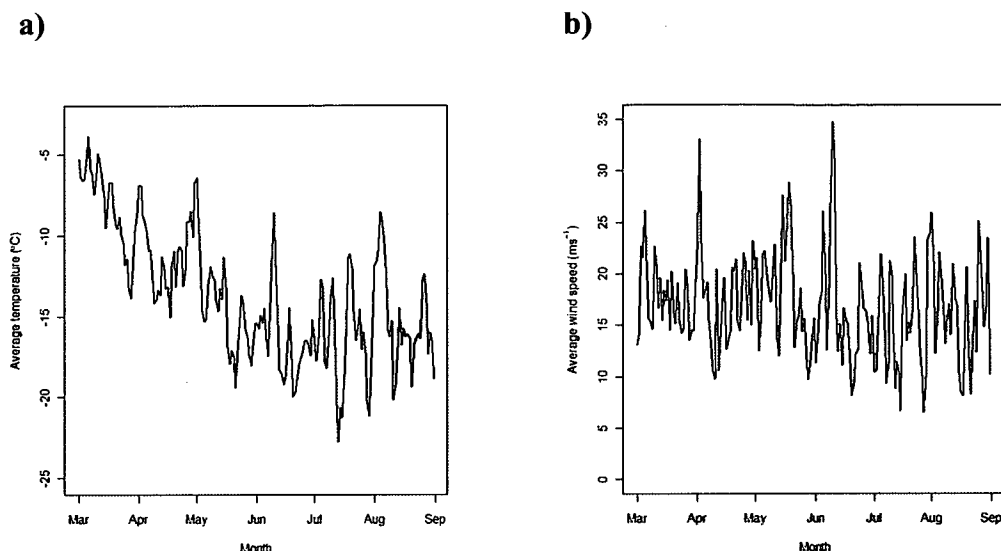 a)
b)
Average temperature (ºC)
-5
-10
-15
-20
-25
Mar Apr May Jun Jul Aug Sep
Month
Average wind speed (ms⁻¹)
35
30
25
20
15
10
5
0
Mar Apr May Jun Jul Aug Sep
Month